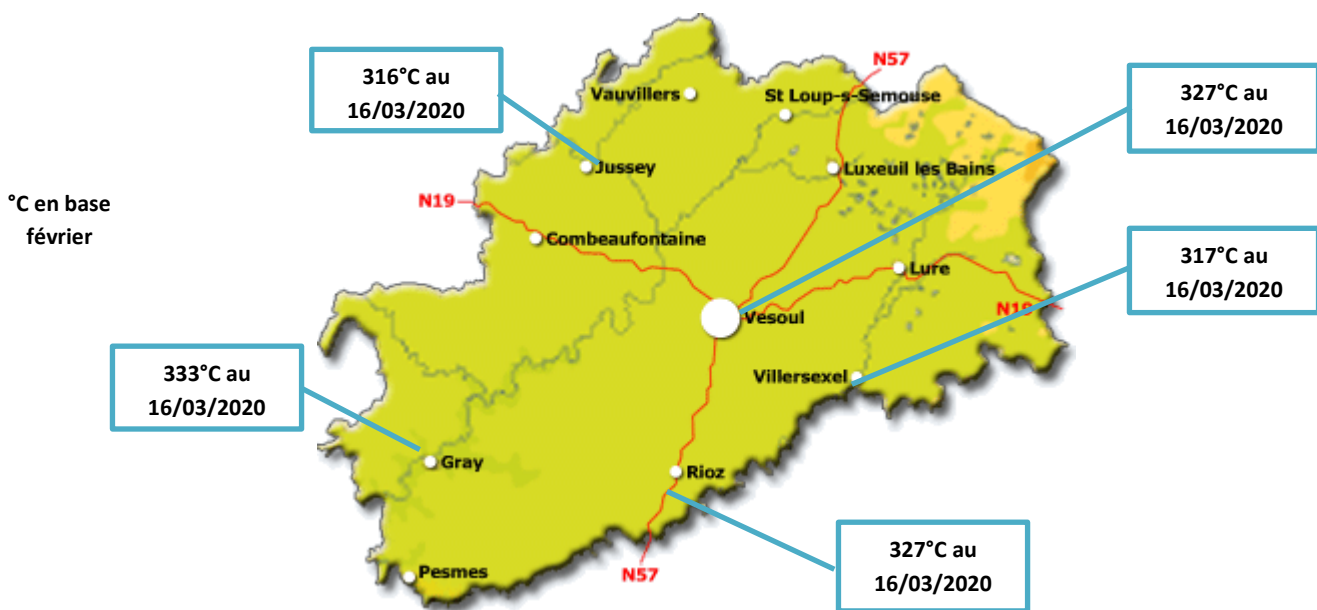 N57
316°C au
16/03/2020
Vauvillers
St Loup-s-Semouse
327°C au
16/03/2020
Jussey
Luxeuil les Bains
°C en base
février
N19
Combeaufontaine
317°C au
16/03/2020
Lure
Vesoul
N19
333°C au
16/03/2020
Villersexel
Gray
Rioz
327°C au
16/03/2020
Pesmes
N57